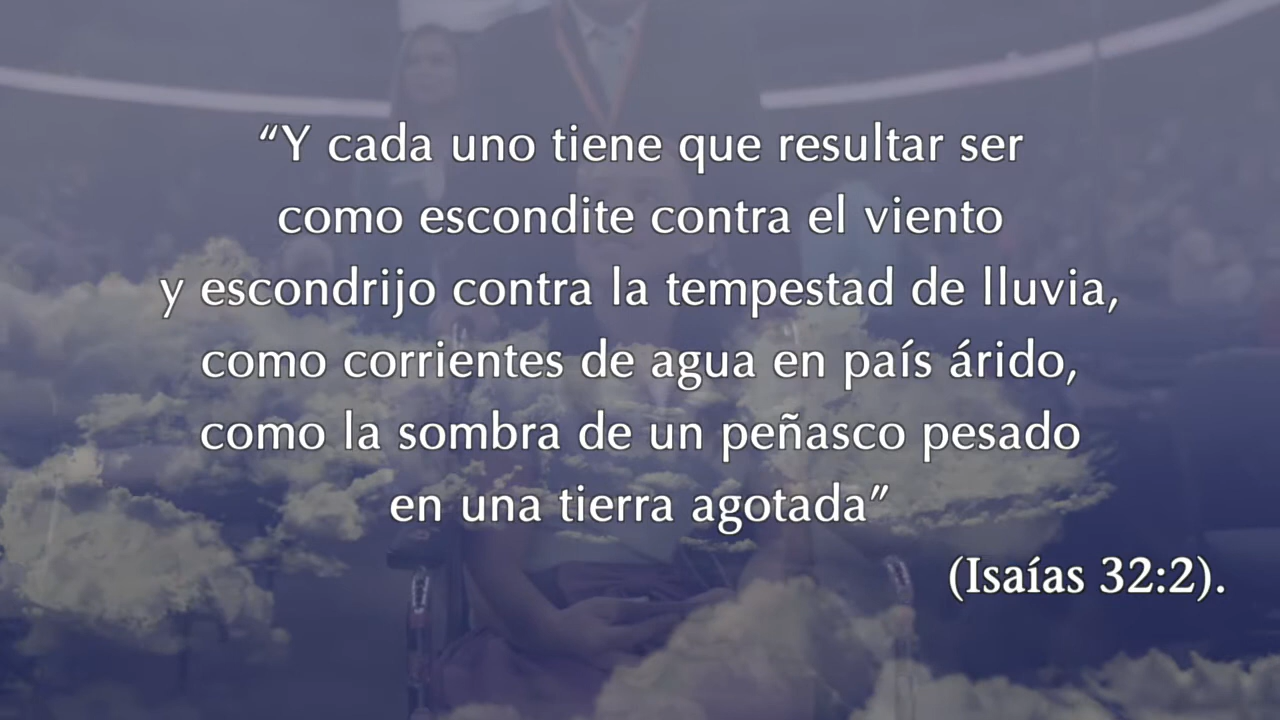 “Y cada uno tiene que resultar ser
como escondite contra el viento
y escondrijo contra la tempestad de lluvia,
como corrientes de agua en país árido,
como la sombra de un peñasco pesado
en una tierra agotada”
(Isaías 32:2).